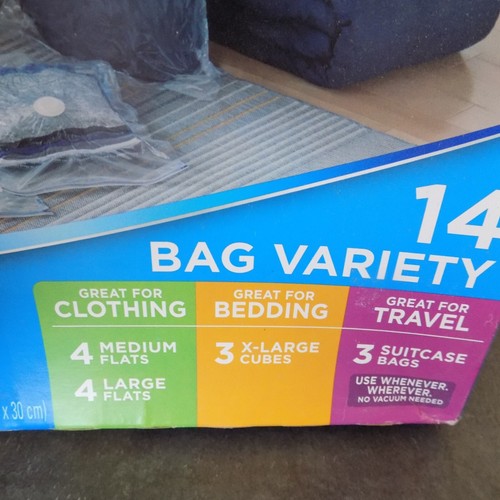 14
BAG VARIETY
GREAT FOR
CLOTHING
4 MEDIUM
FLATS
4 LARGE
FLATS
GREAT FOR
BEDDING
3 X-LARGE
CUBES
GREAT FOR
TRAVEL
3 SUITCASE
BAGS
USE WHENEVER.
WHEREVER.
NO VACUUM NEEDED
x 30 cm)